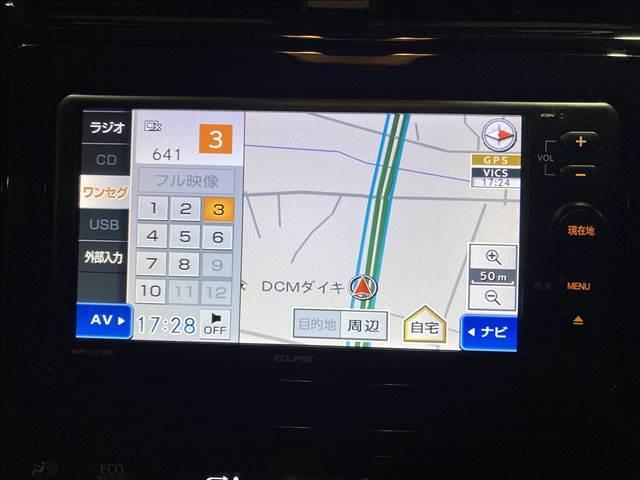 ラジオ
CD
ワンセグ
USB
外部入力
AV
641
3
フル映像
1 2 3
4 5 6
7 8 9
10 11 12
17:28
OFF
DCMダイキ
目的地 周辺
自宅
GPS
VICS
17:24
50m
ナビ
ESN
VOL
+
−
現在地
MENU
ECLIPSE
ECO